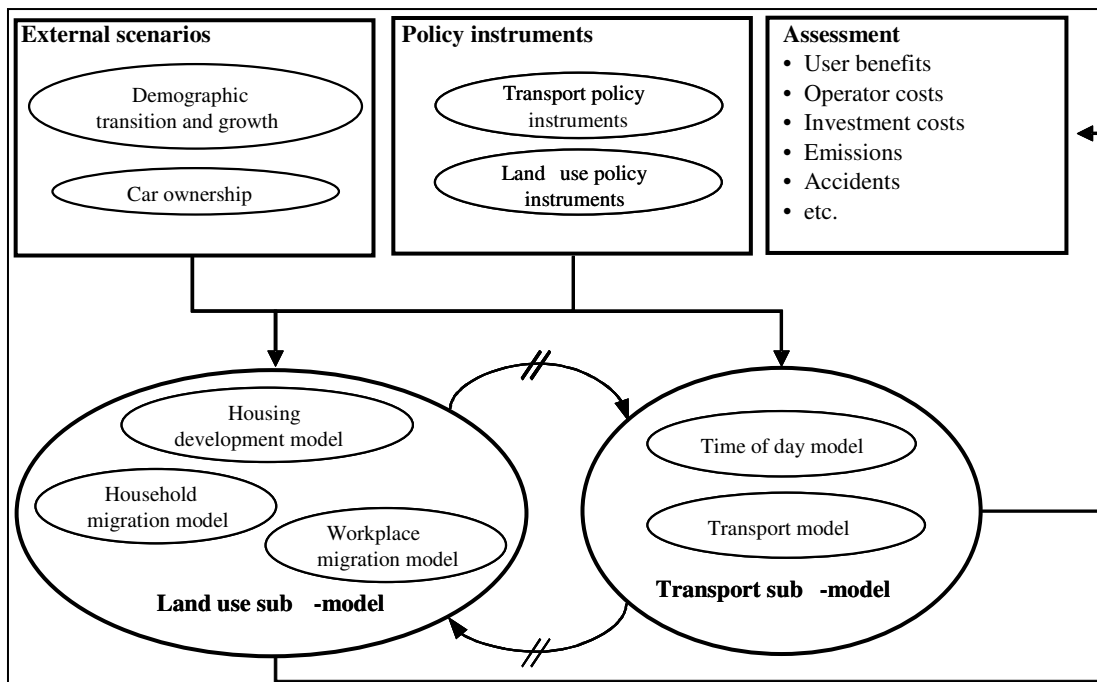 External scenarios
Demographic
transition and growth
Car ownership
Policy instruments
Transport policy
instruments
Land use policy
instruments
Assessment
• User benefits
• Operator costs
• Investment costs
• Emissions
• Accidents
• etc.
Housing
development model
Household
migration model
Workplace
migration model
Land use sub -model
Time of day model
Transport model
Transport sub -model